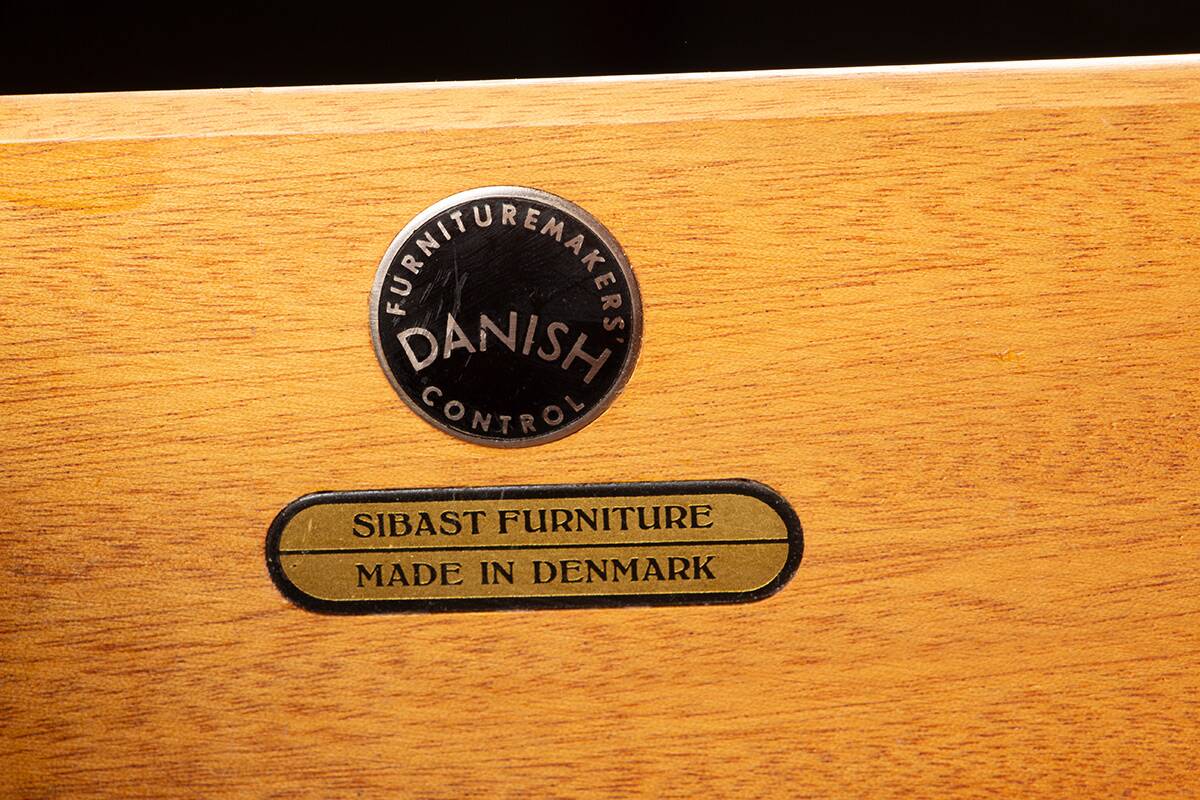 FURNITUREMAKERS'
DANISH
CONTROL
SIBAST FURNITURE
MADE IN DENMARK